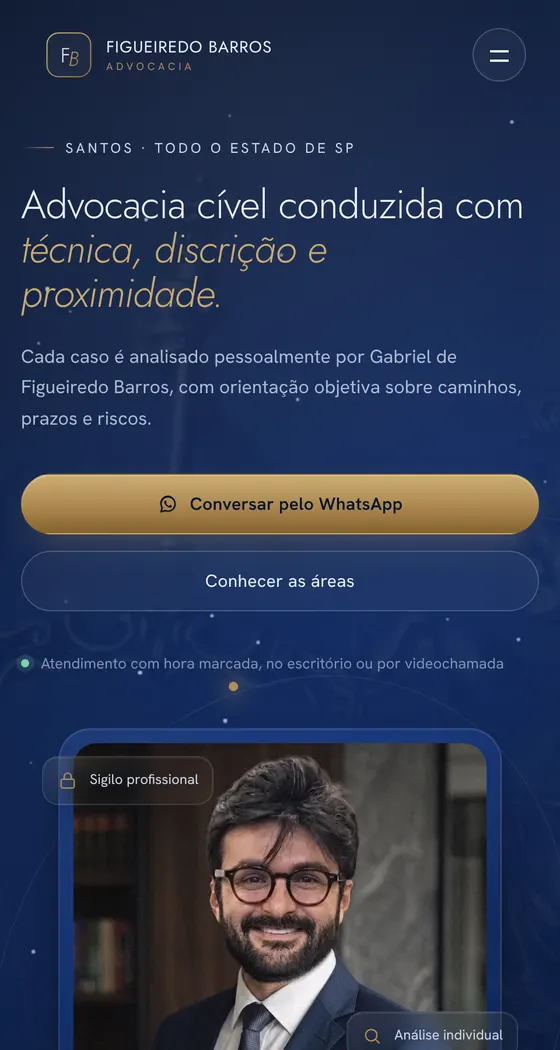 FB
FIGUEIREDO BARROS
ADVOCACIA
SANTOS · TODO O ESTADO DE SP
Advocacia cível conduzida com
técnica, discrição e
proximidade.
Cada caso é analisado pessoalmente por Gabriel de
Figueiredo Barros, com orientação objetiva sobre caminhos,
prazos e riscos.
Conversar pelo WhatsApp
Conhecer as áreas
Atendimento com hora marcada, no escritório ou por videochamada
Sigilo profissional
Análise individual